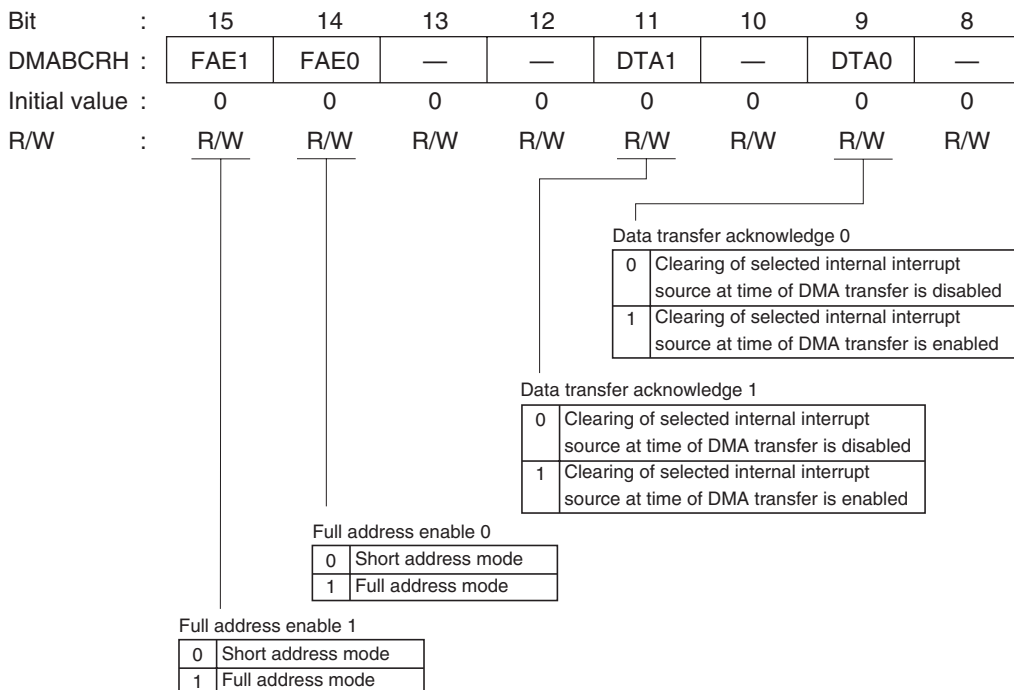 Bit : 15 14 13 12 11 10 9 8
DMABCRH : FAE1 FAE0 — — DTA1 — DTA0 —
Initial value : 0 0 0 0 0 0 0 0
R/W : R/W R/W R/W R/W R/W R/W R/W R/W
Data transfer acknowledge 0
0 Clearing of selected internal interrupt
source at time of DMA transfer is disabled
1 Clearing of selected internal interrupt
source at time of DMA transfer is enabled
Data transfer acknowledge 1
0 Clearing of selected internal interrupt
source at time of DMA transfer is disabled
1 Clearing of selected internal interrupt
source at time of DMA transfer is enabled
Full address enable 0
0 Short address mode
1 Full address mode
Full address enable 1
0 Short address mode
1 Full address mode